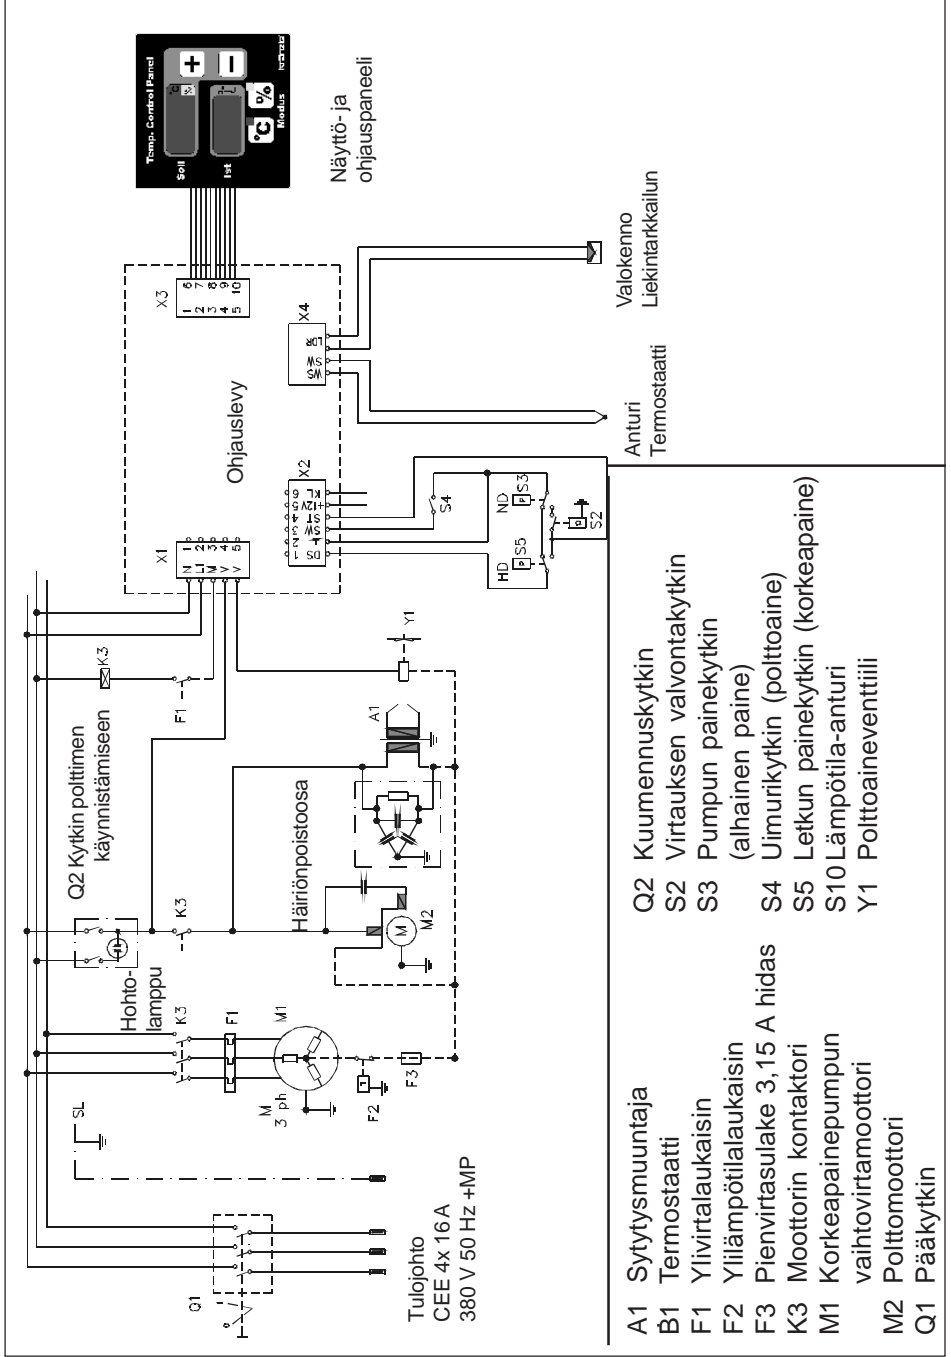 Temp. Control Panel
Soll
°C
%
+
Ist
−
°C
%
Modus
Näyttö- ja
ohjauspaneeli
X3
1 2 3 4 5
6 7 8 9 10
Ohjauslevy
X4
WS SW LDR
Valokenno
Liekintarkkailun
Anturi
Termostaatti
X1
N L1 M V V
1 2 3 4 5
X2
DS ⊥ SW ST +12V KL
1 2 3 4 5 6
S4
HD
S5
P
ND
S3
P
S2
K3
F1
Y1
A1
Q2 Kytkin polttimen
käynnistämiseen
Häiriönpoistoosa
K3
M
M2
Hohto-
lamppu
K3
F1
M1
M
3 ph
F2
F3
SL
Q1
Tulojohto
CEE 4x 16 A
380 V 50 Hz +MP
A1 Sytytysmuuntaja
B1 Termostaatti
F1 Ylivirtalaukaisin
F2 Ylilämpötilalaukaisin
F3 Pienvirtasulake 3,15 A hidas
K3 Moottorin kontaktori
M1 Korkeapainepumpun
vaihtovirtamoottori
M2 Polttomoottori
Q1 Pääkytkin
Q2 Kuumennuskytkin
S2 Virtauksen valvontakytkin
S3 Pumpun painekytkin
(alhainen paine)
S4 Uimurikytkin (polttoaine)
S5 Letkun painekytkin (korkeapaine)
S10 Lämpötila-anturi
Y1 Polttoaineventtiili